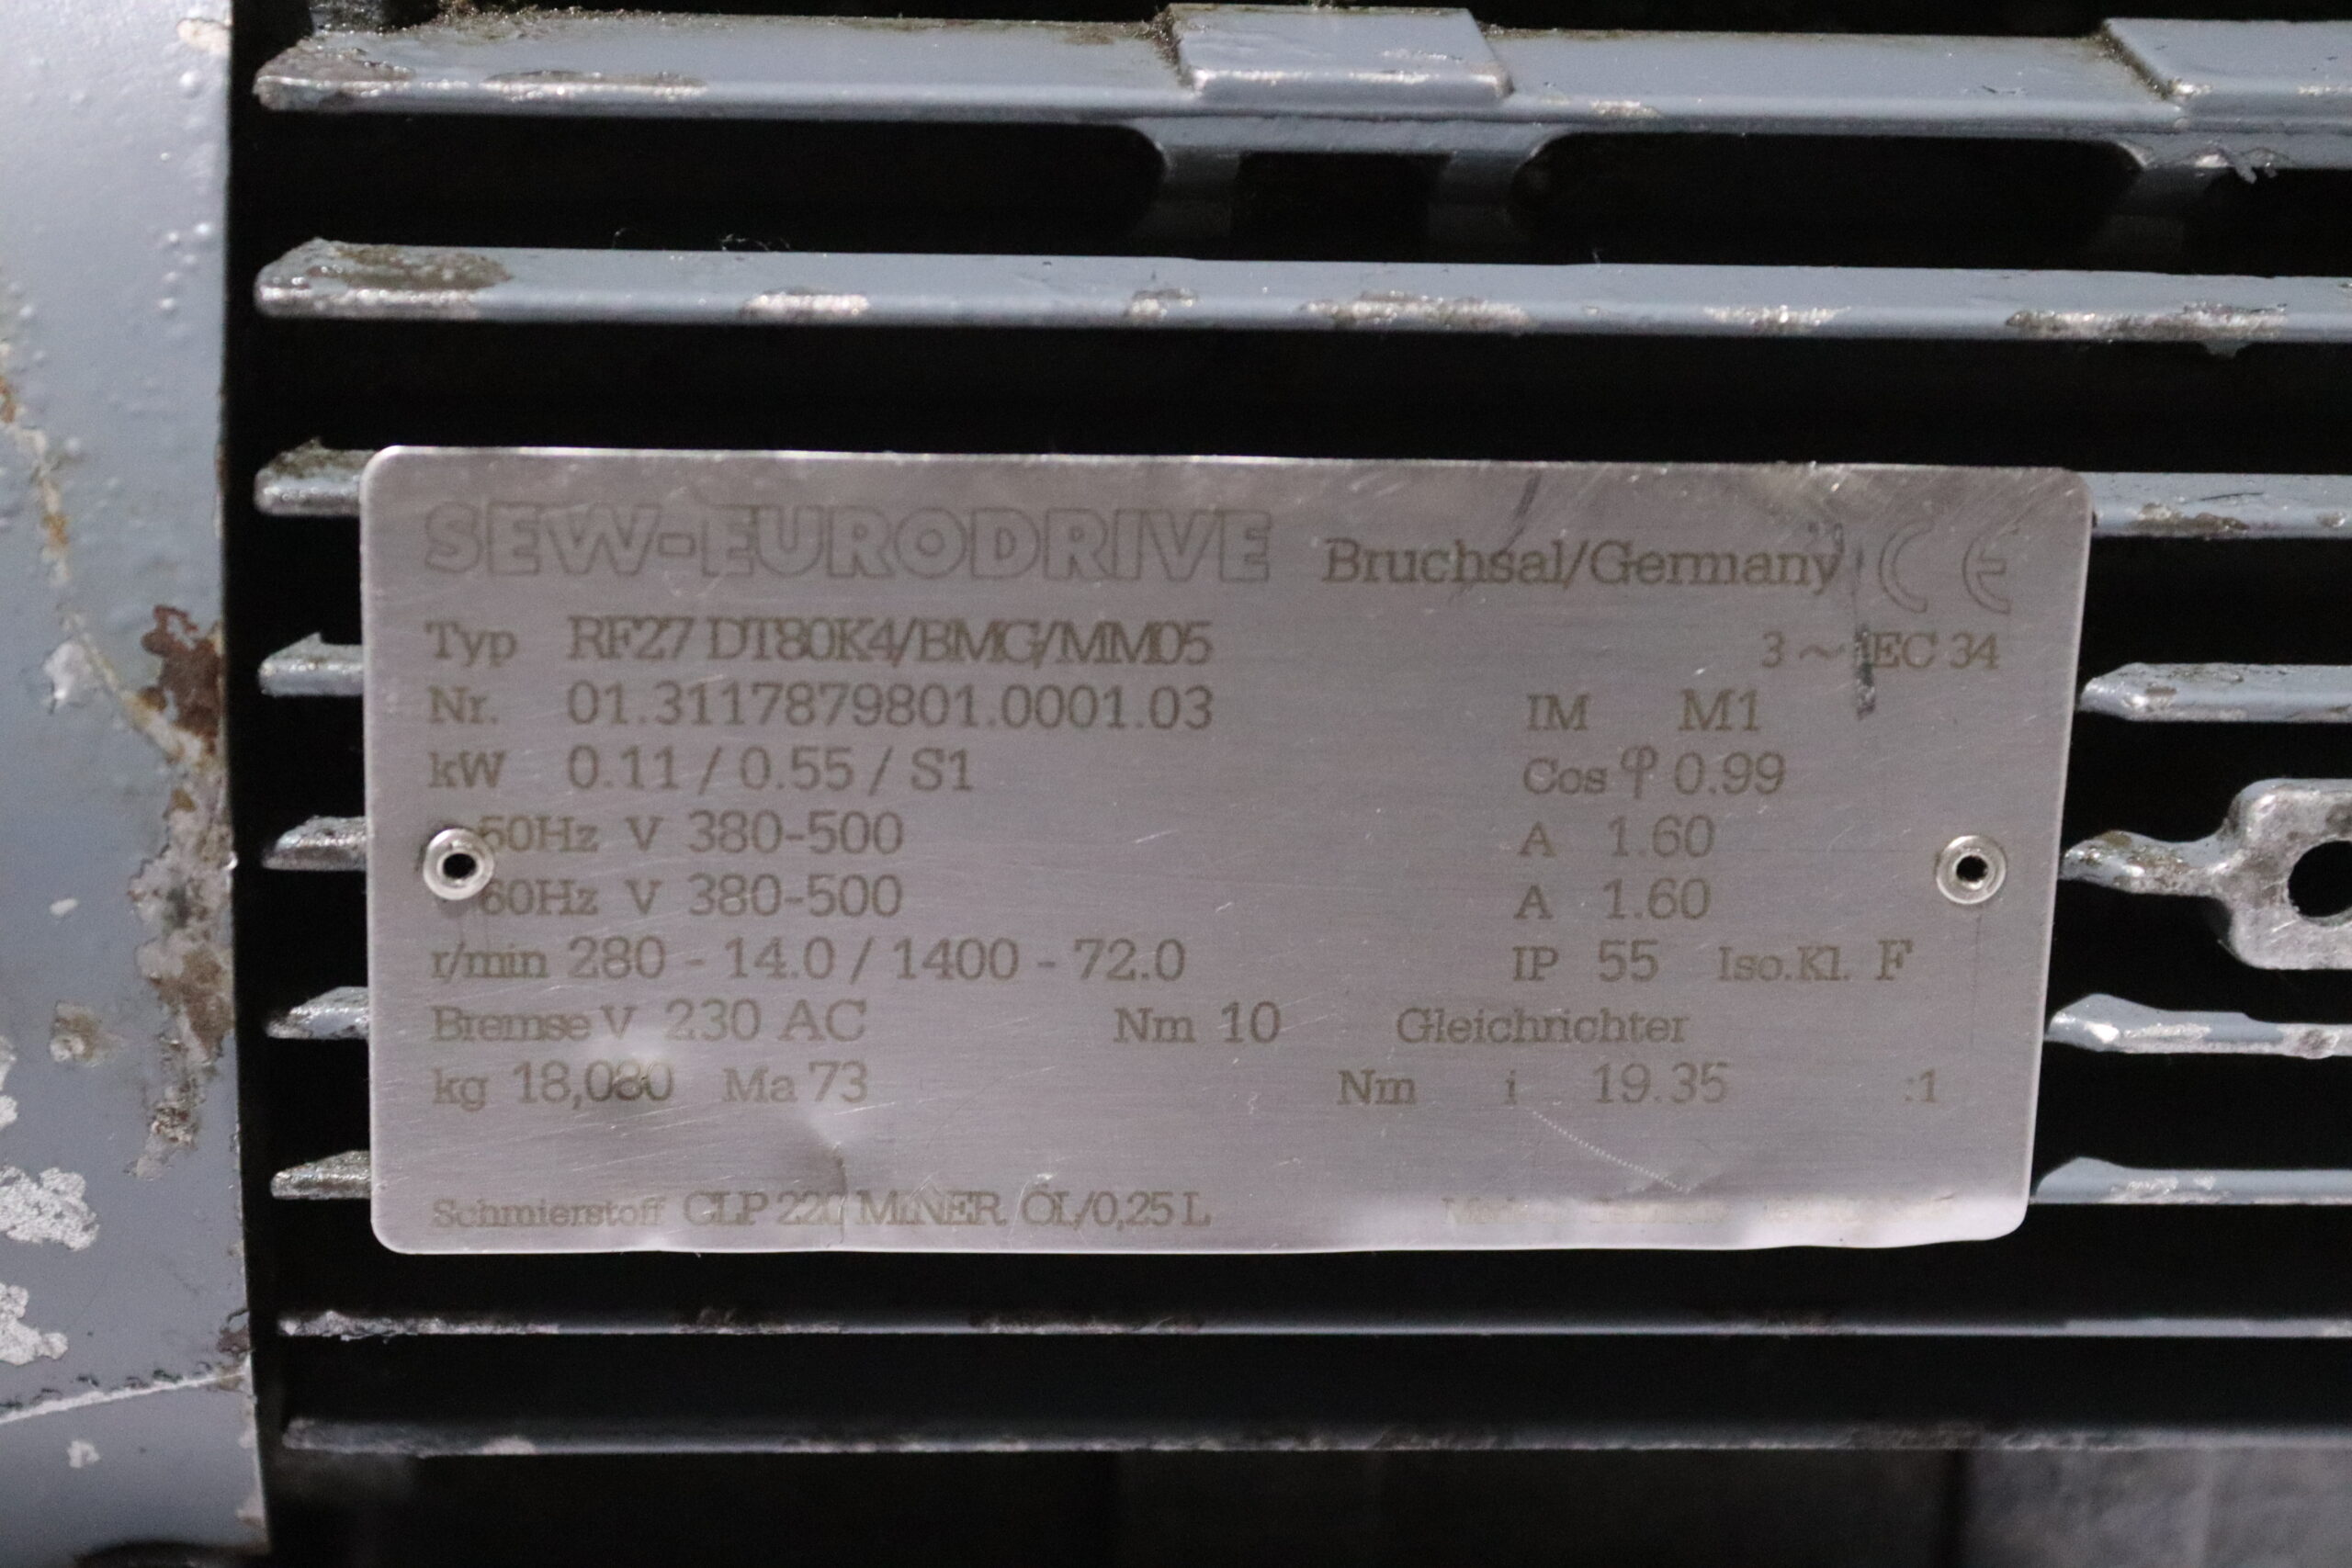 SEW-EURODRIVE Bruchsal/Germany CE
Typ RF27 DT80K4/BMG/MM05 3 ~ IEC 34
Nr. 01.3117879801.0001.03 IM M1
kW 0.11 / 0.55 / S1 Cos φ 0.99
50Hz V 380-500 A 1.60
60Hz V 380-500 A 1.60
r/min 280 - 14.0 / 1400 - 72.0 IP 55 Iso.Kl. F
Bremse V 230 AC Nm 10 Gleichrichter
kg 18,080 Ma 73 Nm i 19.35 :1
Schmierstoff CLP 220 MINER. ÖL/0,25 L